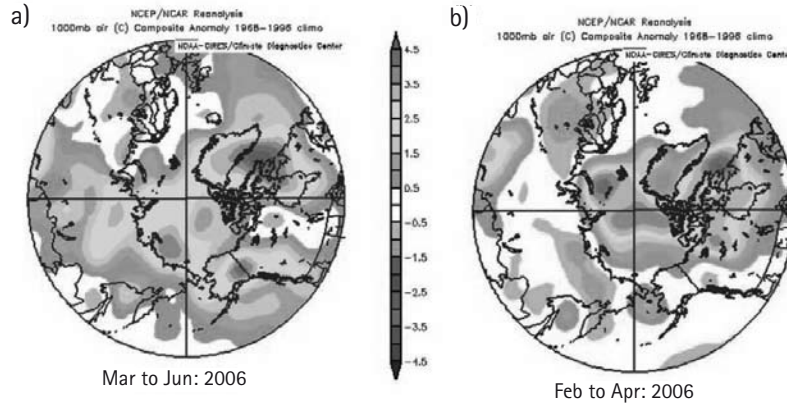 a)
NCEP/NCAR Reanalysis
1000mb air (C) Composite Anomaly 1968-1996 climo
NOAA-CIRES/Climate Diagnostics Center
4.5
3.5
2.5
1.5
0.5
-0.5
-1.5
-2.5
-3.5
-4.5
Mar to Jun: 2006
b)
NCEP/NCAR Reanalysis
1000mb air (C) Composite Anomaly 1968-1996 climo
NOAA-CIRES/Climate Diagnostics Center
Feb to Apr: 2006